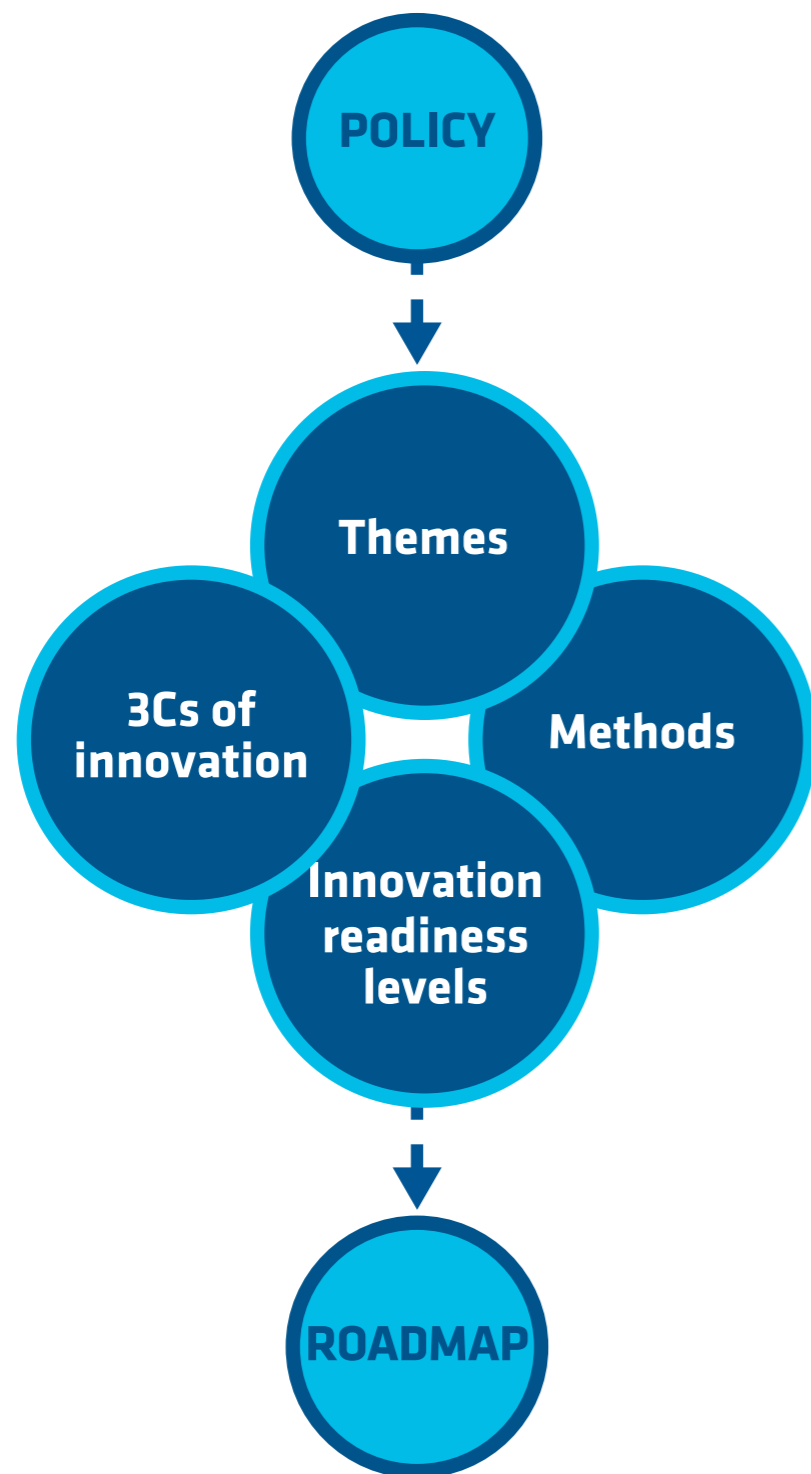 POLICY
Themes
3Cs of
innovation
Methods
Innovation
readiness
levels
ROADMAP